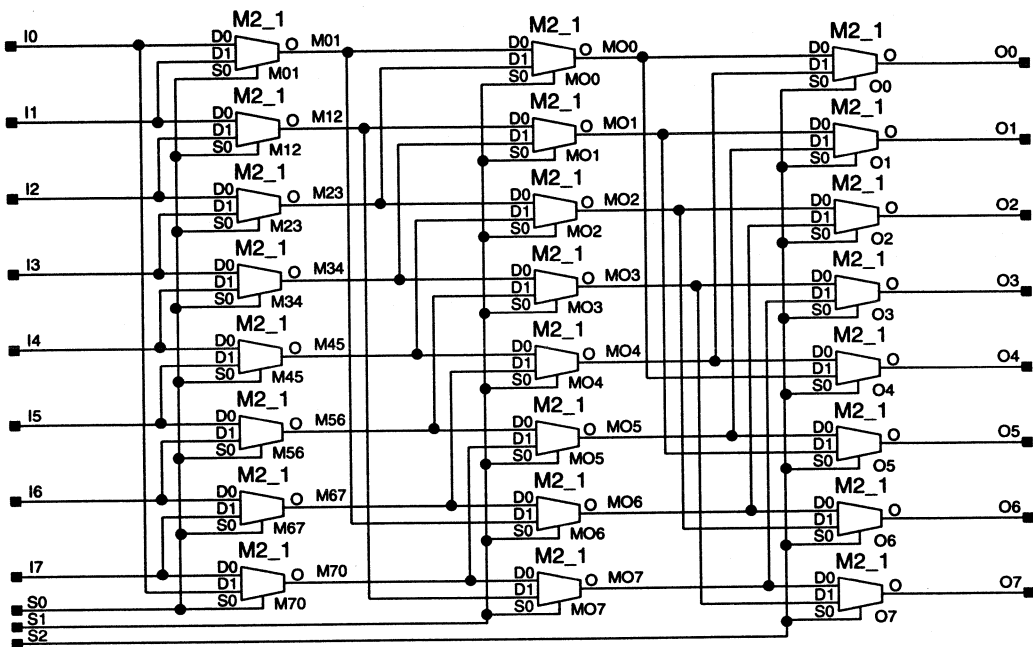 I0 D0 D1 S0 M2_1 O M01 M01 D0 D1 S0 M2_1 O MO0 MO0 D0 D1 S0 M2_1 O O0 O0
I1 D0 D1 S0 M2_1 O M12 M12 D0 D1 S0 M2_1 O MO1 MO1 D0 D1 S0 M2_1 O O1 O1
I2 D0 D1 S0 M2_1 O M23 M23 D0 D1 S0 M2_1 O MO2 MO2 D0 D1 S0 M2_1 O O2 O2
I3 D0 D1 S0 M2_1 O M34 M34 D0 D1 S0 M2_1 O MO3 MO3 D0 D1 S0 M2_1 O O3 O3
I4 D0 D1 S0 M2_1 O M45 M45 D0 D1 S0 M2_1 O MO4 MO4 D0 D1 S0 M2_1 O O4 O4
I5 D0 D1 S0 M2_1 O M56 M56 D0 D1 S0 M2_1 O MO5 MO5 D0 D1 S0 M2_1 O O5 O5
I6 D0 D1 S0 M2_1 O M67 M67 D0 D1 S0 M2_1 O MO6 MO6 D0 D1 S0 M2_1 O O6 O6
I7 D0 D1 S0 M2_1 O M70 M70 D0 D1 S0 M2_1 O MO7 MO7 D0 D1 S0 M2_1 O O7 O7
S0
S1
S2